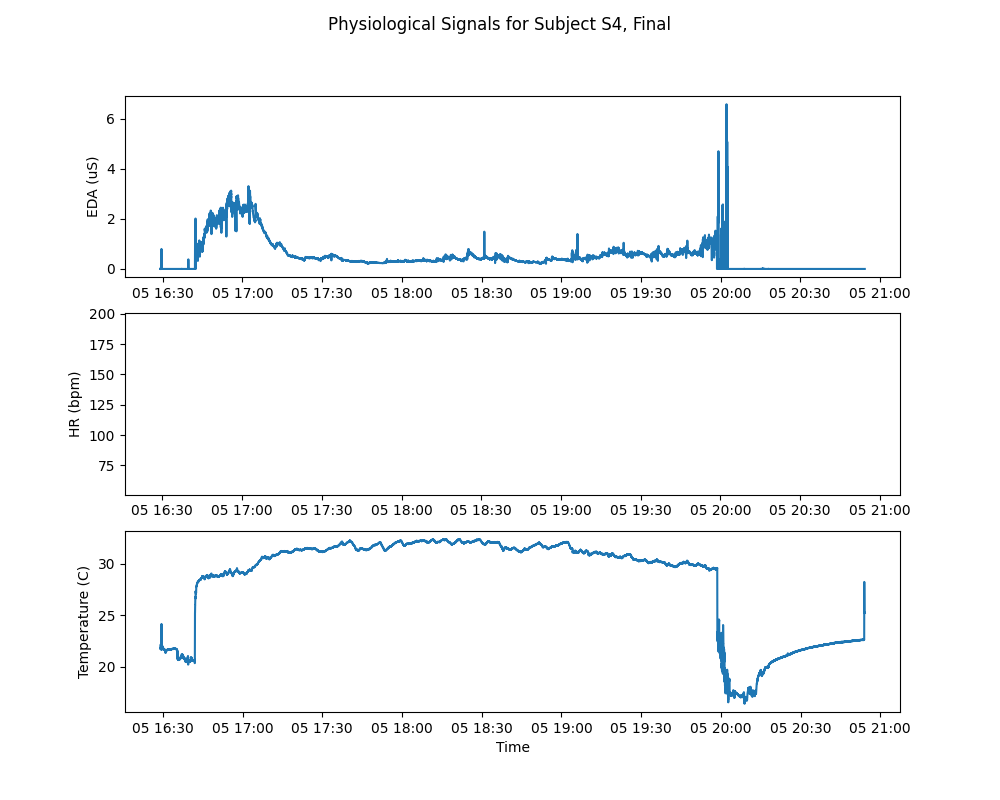 Physiological Signals for Subject S4, Final
EDA (uS)
6
4
2
0
05 16:30 05 17:00 05 17:30 05 18:00 05 18:30 05 19:00 05 19:30 05 20:00 05 20:30 05 21:00
HR (bpm)
200
175
150
125
100
75
05 16:30 05 17:00 05 17:30 05 18:00 05 18:30 05 19:00 05 19:30 05 20:00 05 20:30 05 21:00
Temperature (C)
30
25
20
05 16:30 05 17:00 05 17:30 05 18:00 05 18:30 05 19:00 05 19:30 05 20:00 05 20:30 05 21:00
Time